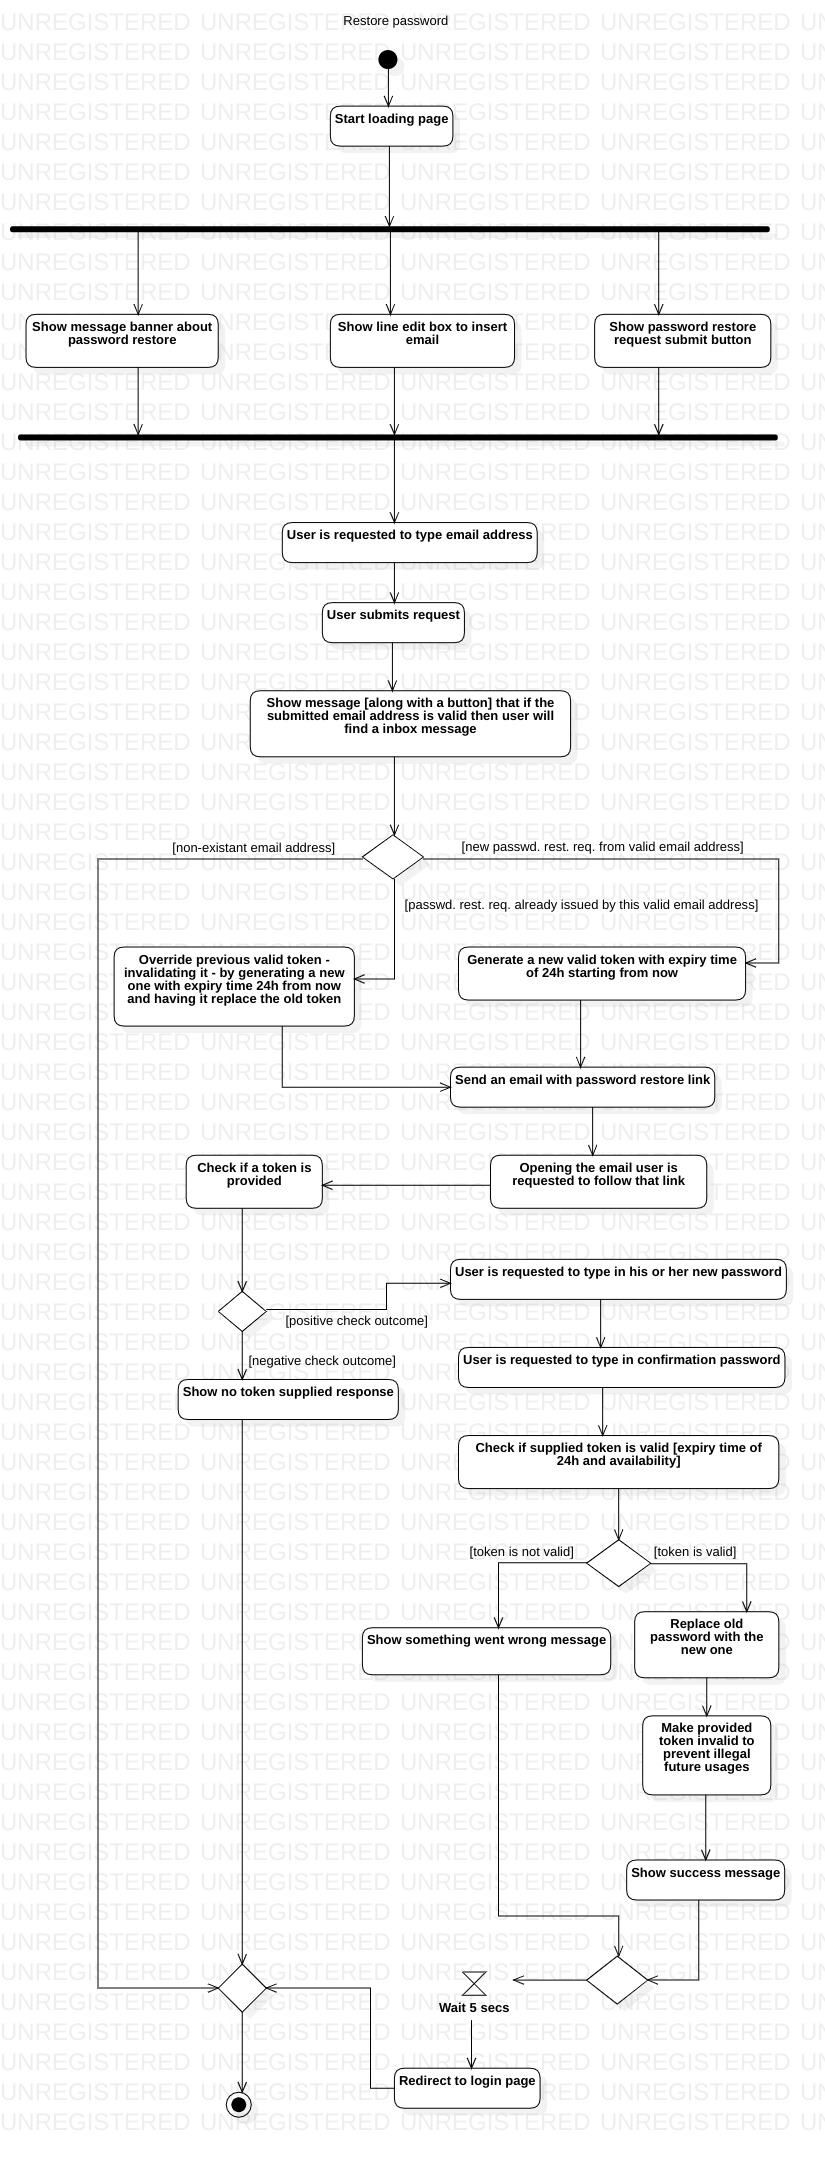 Restore password
Start loading page
Show message banner about
password restore
Show line edit box to insert
email
Show password restore
request submit button
User is requested to type email address
User submits request
Show message [along with a button] that if the
submitted email address is valid then user will
find a inbox message
[non-existant email address]
[new passwd. rest. req. from valid email address]
[passwd. rest. req. already issued by this valid email address]
Override previous valid token -
invalidating it - by generating a new
one with expiry time 24h from now
and having it replace the old token
Generate a new valid token with expiry time
of 24h starting from now
Send an email with password restore link
Check if a token is
provided
Opening the email user is
requested to follow that link
User is requested to type in his or her new password
[positive check outcome]
[negative check outcome]
User is requested to type in confirmation password
Show no token supplied response
Check if supplied token is valid [expiry time of
24h and availability]
[token is not valid]
[token is valid]
Show something went wrong message
Replace old
password with the
new one
Make provided
token invalid to
prevent illegal
future usages
Show success message
Wait 5 secs
Redirect to login page
UNREGISTERED